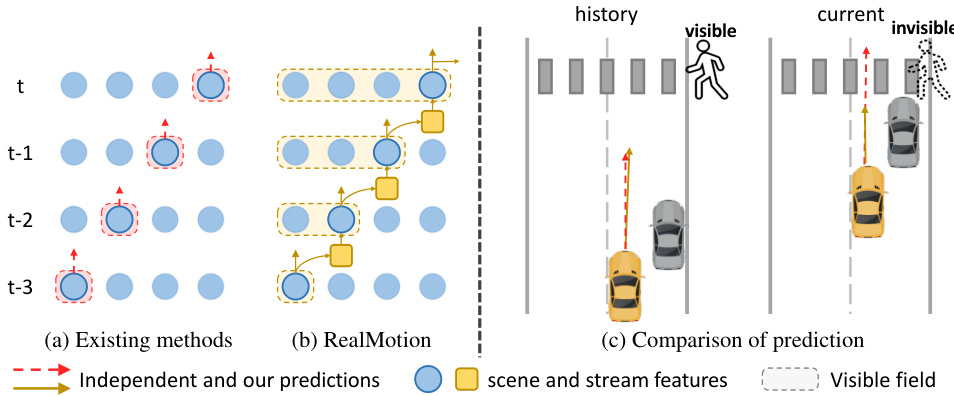 history
current
visible
invisible
t
t-1
t-2
t-3
(a) Existing methods
(b) RealMotion
(c) Comparison of prediction
Independent and our predictions
scene and stream features
Visible field